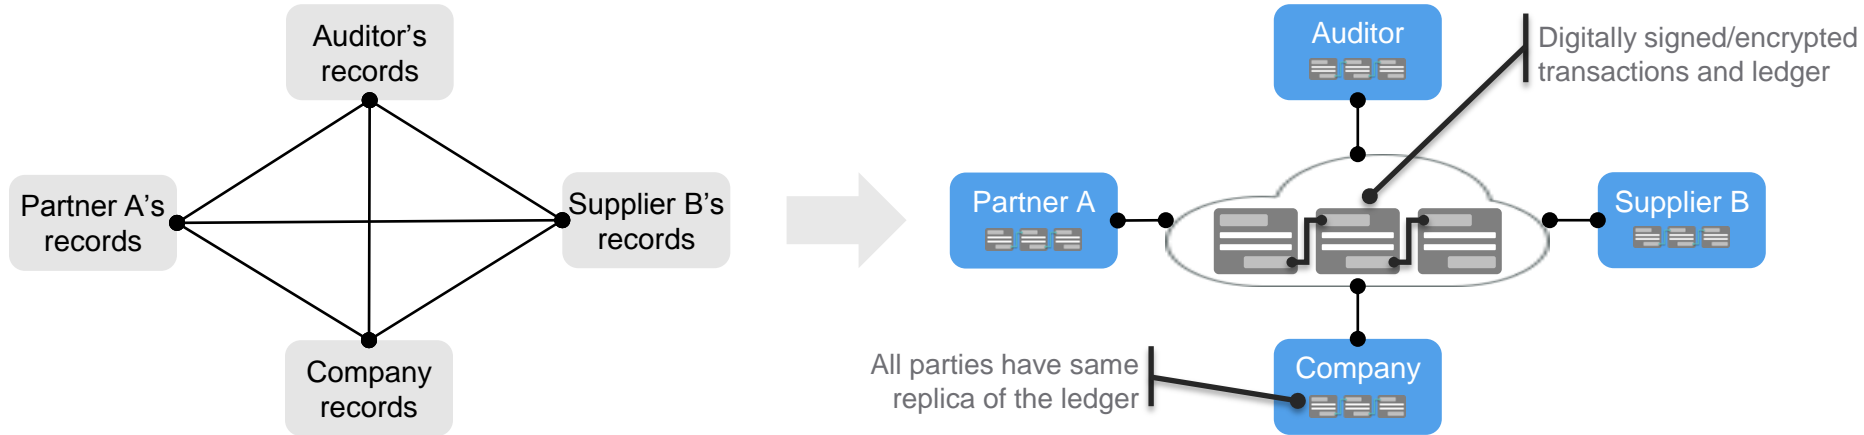 Auditor's
records
Partner A's
records
Supplier B's
records
Company
records
Auditor
Digitally signed/encrypted
transactions and ledger
Partner A
Supplier B
All parties have same
replica of the ledger
Company